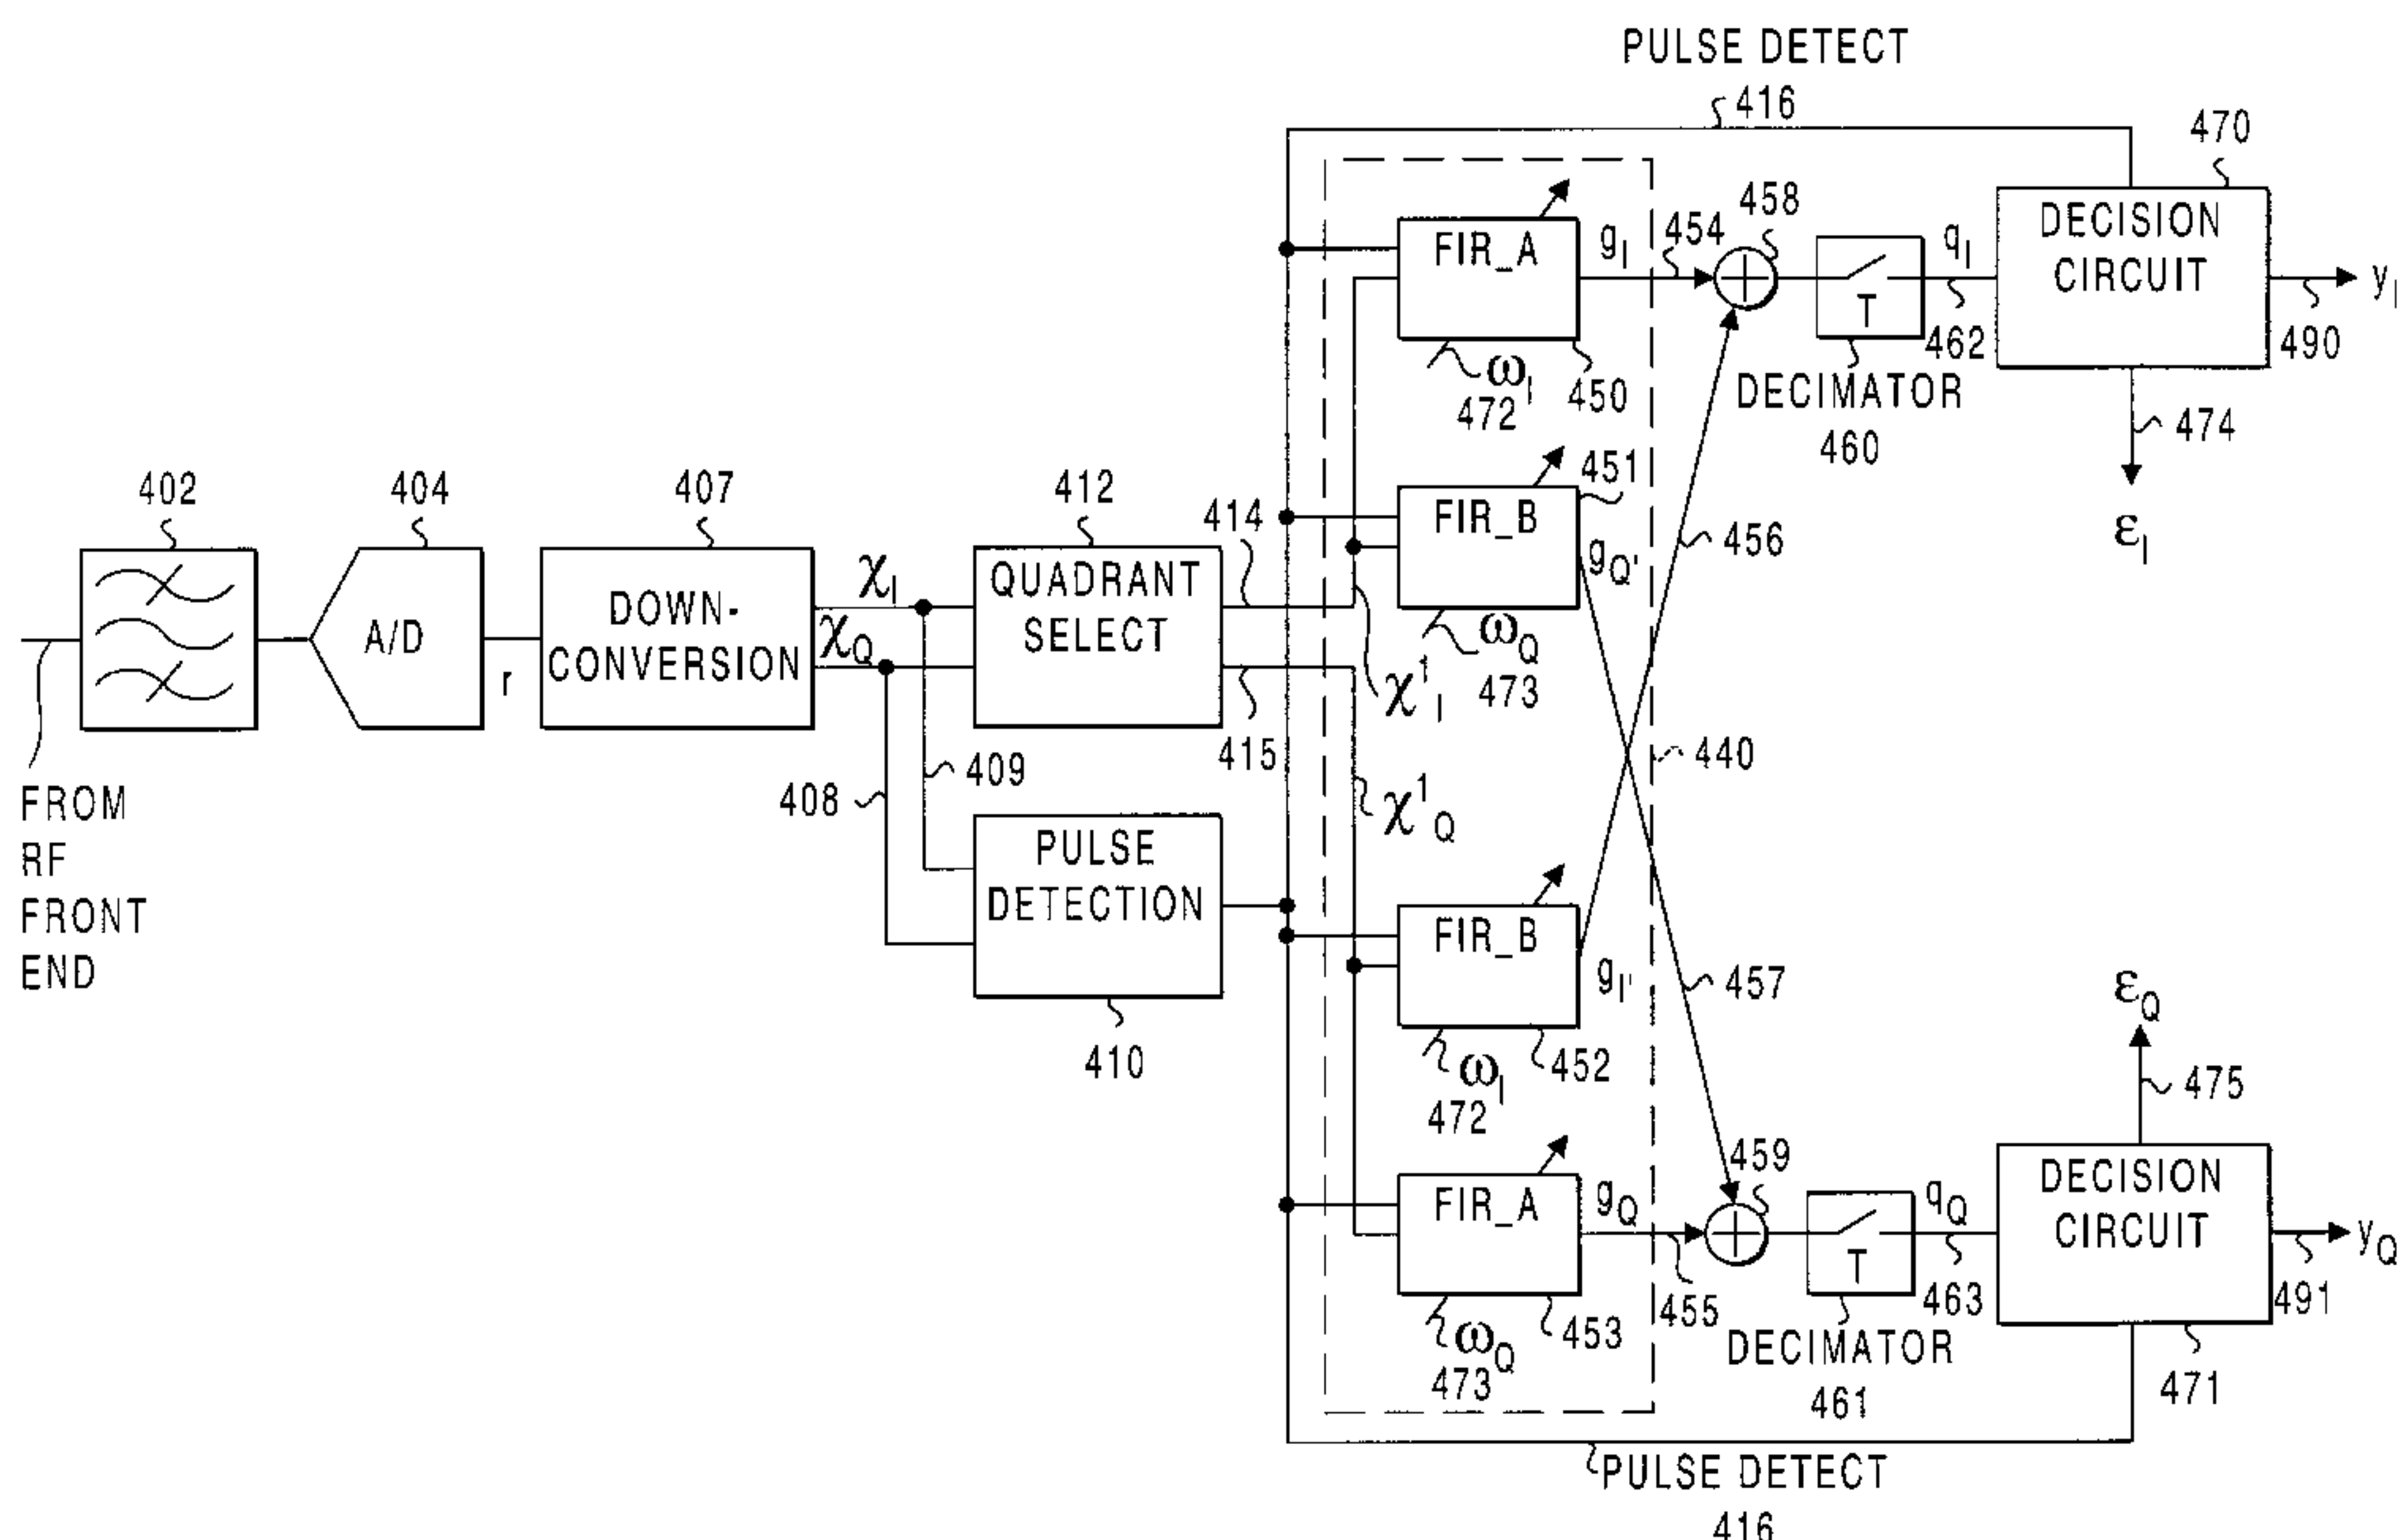 PULSE DETECT
416
470
DECISION
CIRCUIT
458
454
g_I
FIR_A
ω_I
472
450
T
DECIMATOR
460
q_I
462
490
y_I
474
ε_I
402
404
407
412
414
451
FIR_B
g_Q'
ω_Q
473
456
A/D
r
DOWN-
CONVERSION
χ_I
χ_Q
QUADRANT
SELECT
χ^1_I
415
440
409
408
χ^1_Q
FROM
RF
FRONT
END
PULSE
DETECTION
410
FIR_B
g_I'
ω_I
472
452
457
ε_Q
475
459
FIR_A
g_Q
ω_Q
473
453
455
T
DECIMATOR
461
q_Q
463
DECISION
CIRCUIT
491
y_Q
471
PULSE DETECT
416